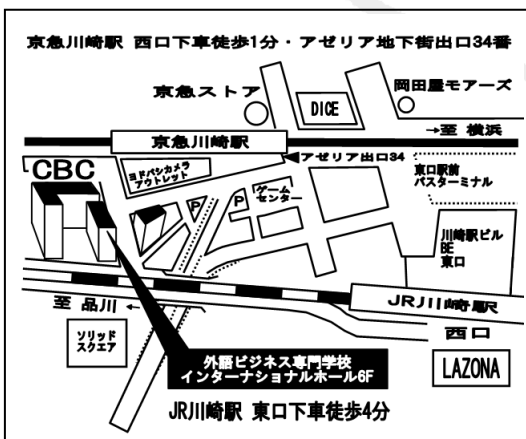 京急川崎駅 西口下車徒歩1分・アゼリア地下街出口34番
京急ストア
DICE
岡田屋モアーズ
京急川崎駅
→至 横浜
CBC
ヨドバシカメラ
アウトレット
アゼリア出口34
東口駅前
バスターミナル
P
P
ゲーム
センター
川崎駅ビル
BE
東口
至 品川 ←
JR川崎駅
西口
ソリッド
スクエア
外語ビジネス専門学校
インターナショナルホール6F
LAZONA
JR川崎駅 東口下車徒歩4分